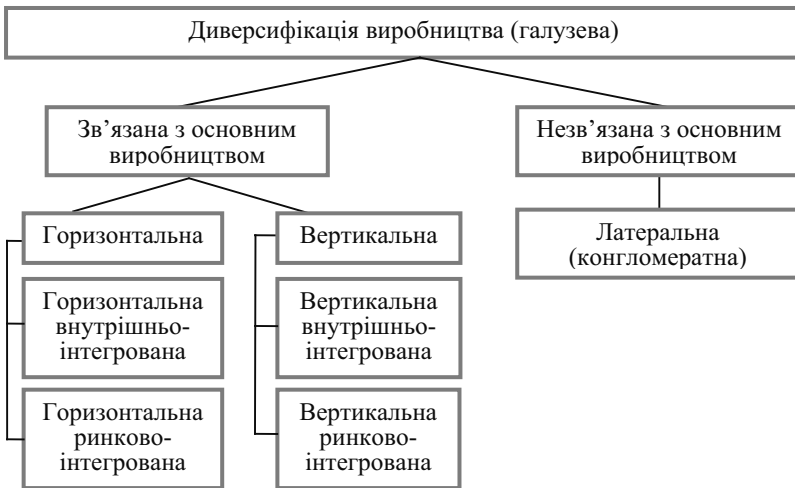 Диверсифікація виробництва (галузева)
Зв’язана з основним
виробництвом
Незв’язана з основним
виробництвом
Горизонтальна
Вертикальна
Латеральна
(конгломератна)
Горизонтальна
внутрішньо-
інтегрована
Вертикальна
внутрішньо-
інтегрована
Горизонтальна
ринково-
інтегрована
Вертикальна
ринково-
інтегрована